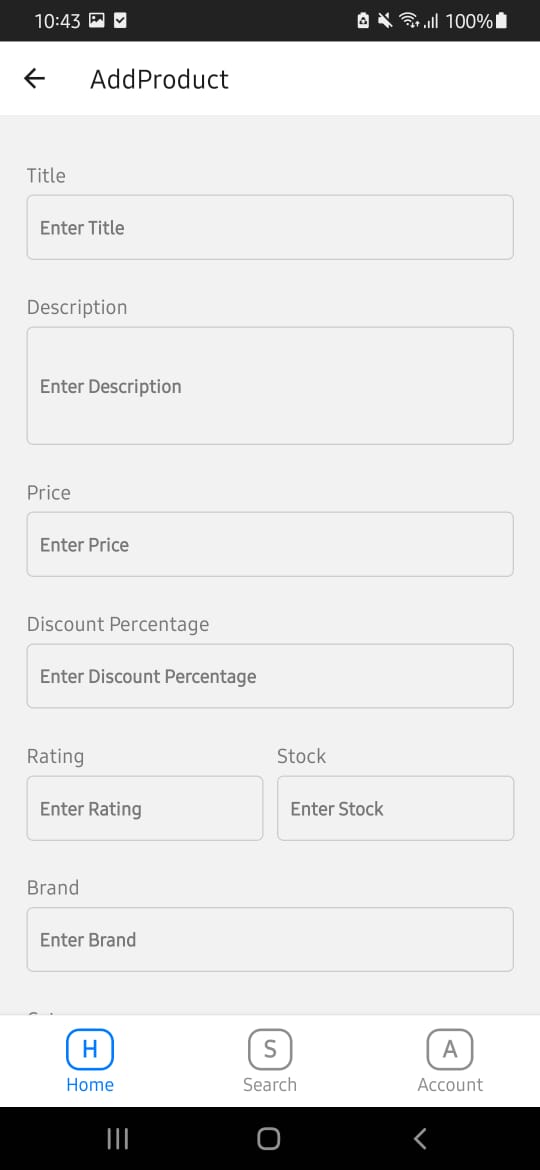 10:43 100%
AddProduct
Title
Enter Title
Description
Enter Description
Price
Enter Price
Discount Percentage
Enter Discount Percentage
Rating Stock
Enter Rating Enter Stock
Brand
Enter Brand
H S A
Home Search Account